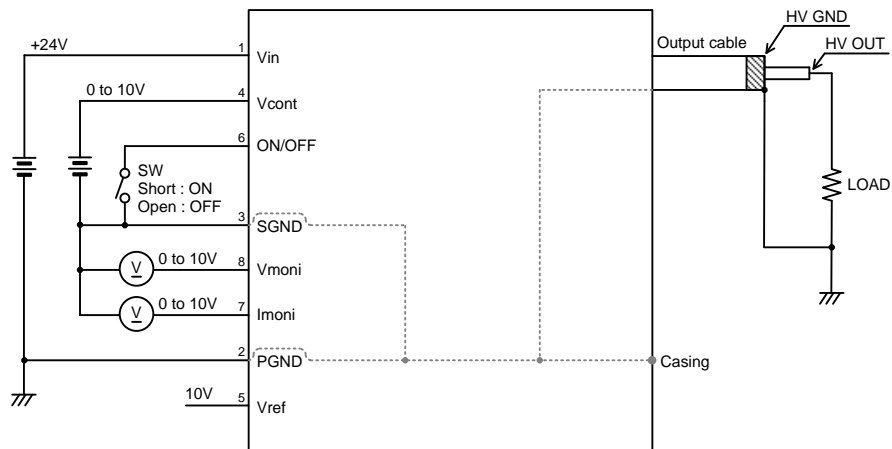 HV GND
+24V
1
Vin
Output cable
HV OUT
0 to 10V
4
Vcont
6
ON/OFF
SW
Short : ON
Open : OFF
LOAD
3
SGND
V
0 to 10V
8
Vmoni
V
0 to 10V
7
Imoni
2
PGND
Casing
10V
5
Vref